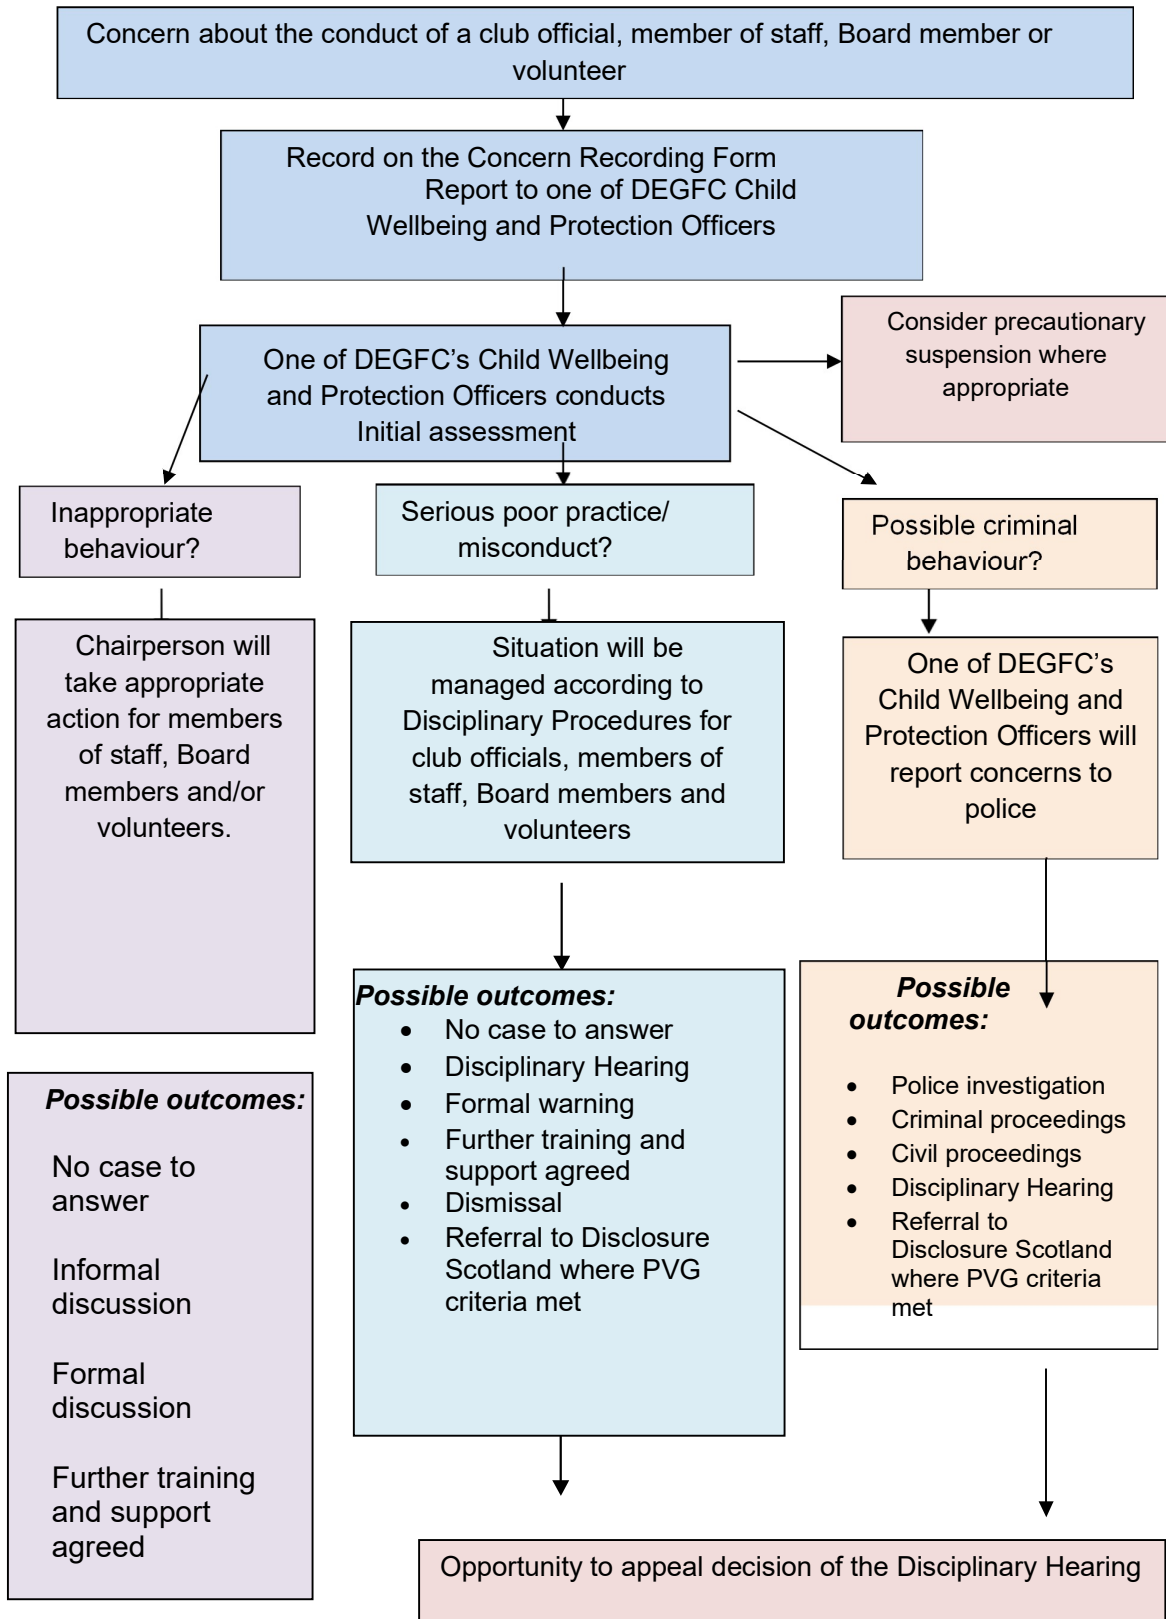 Concern about the conduct of a club official, member of staff, Board member or
volunteer
Record on the Concern Recording Form
Report to one of DEGFC Child
Wellbeing and Protection Officers
Consider precautionary
suspension where
appropriate
One of DEGFC’s Child Wellbeing
and Protection Officers conducts
Initial assessment
Inappropriate
behaviour?
Serious poor practice/
misconduct?
Possible criminal
behaviour?
Chairperson will
take appropriate
action for members
of staff, Board
members and/or
volunteers.
Situation will be
managed according to
Disciplinary Procedures for
club officials, members of
staff, Board members and
volunteers
One of DEGFC’s
Child Wellbeing and
Protection Officers will
report concerns to
police
Possible outcomes:
No case to
answer
Informal
discussion
Formal
discussion
Further training
and support
agreed
Possible outcomes:
• No case to answer
• Disciplinary Hearing
• Formal warning
• Further training and
support agreed
• Dismissal
• Referral to Disclosure
Scotland where PVG
criteria met
Possible
outcomes:
• Police investigation
• Criminal proceedings
• Civil proceedings
• Disciplinary Hearing
• Referral to
Disclosure Scotland
where PVG criteria
met
Opportunity to appeal decision of the Disciplinary Hearing